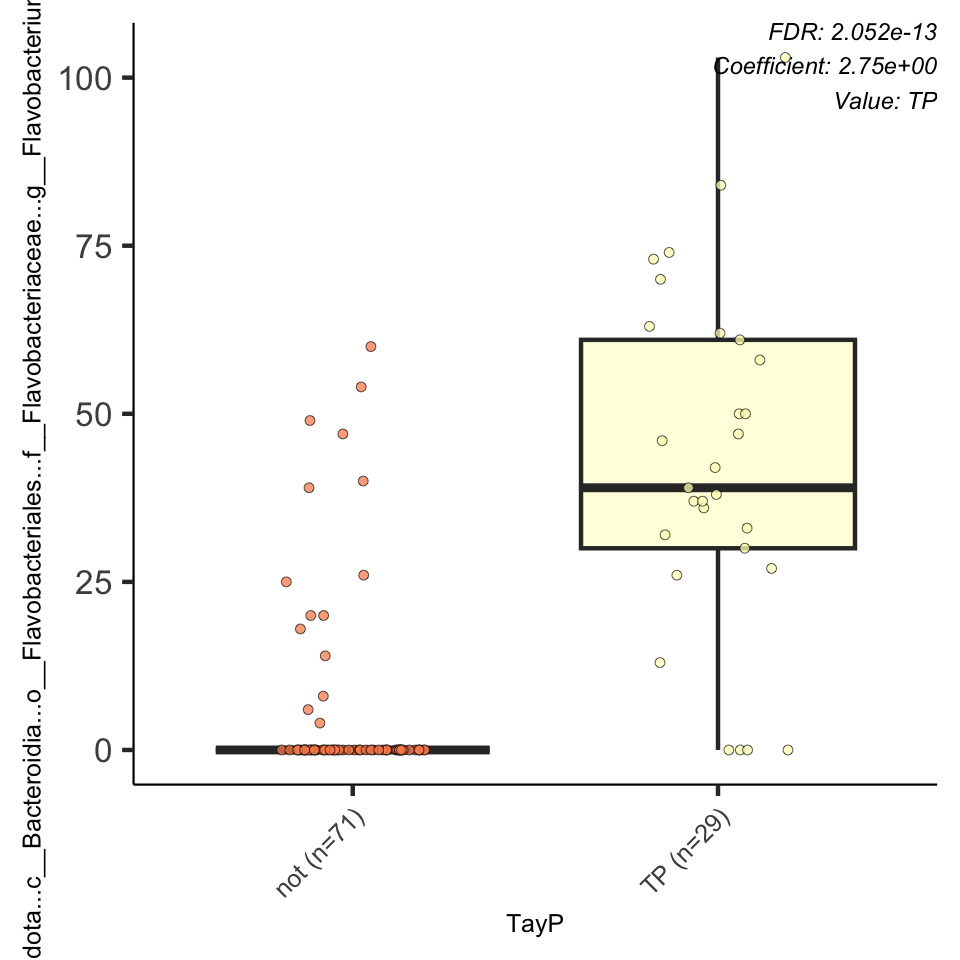 FDR: 2.052e-13
Coefficient: 2.75e+00
Value: TP
dota...c__Bacteroidia...o__Flavobacteriales...f__Flavobacteriaceae...g__Flavobacteriur
100
75
50
25
0
not (n=71)
TP (n=29)
TayP